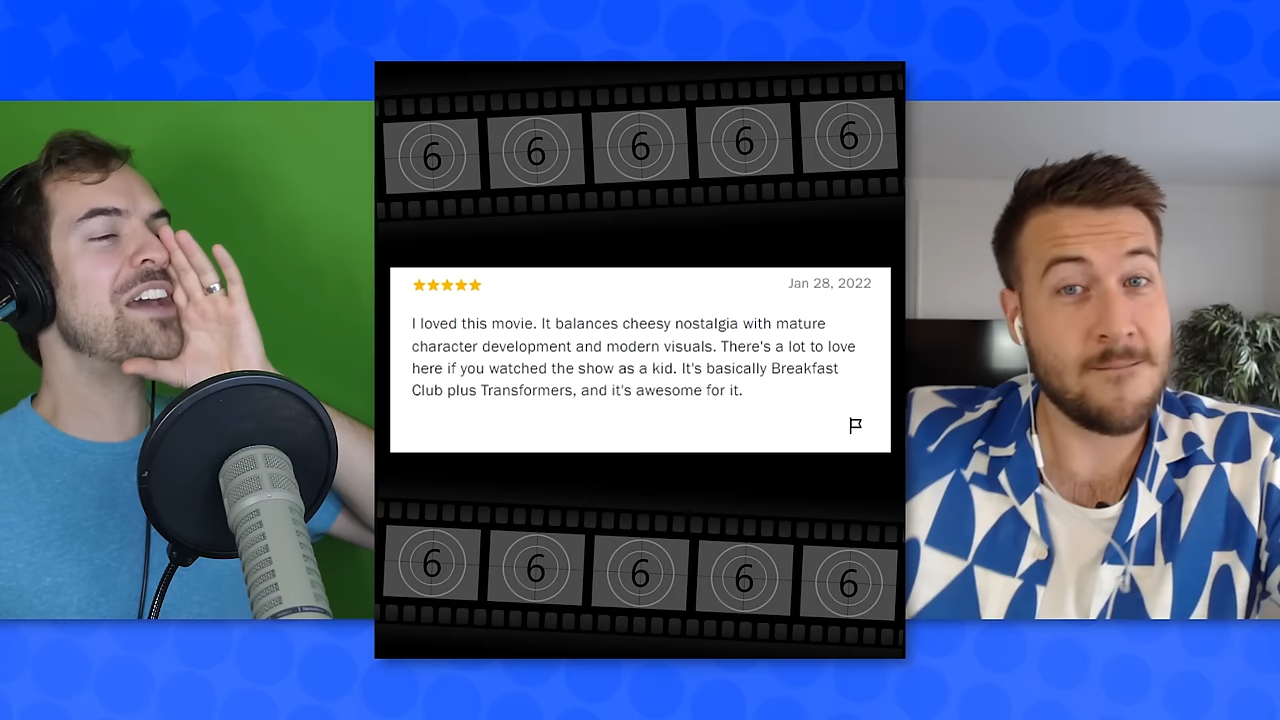 6 6 6 6 6
Jan 28, 2022
I loved this movie. It balances cheesy nostalgia with mature
character development and modern visuals. There's a lot to love
here if you watched the show as a kid. It's basically Breakfast
Club plus Transformers, and it's awesome for it.
6 6 6 6 6